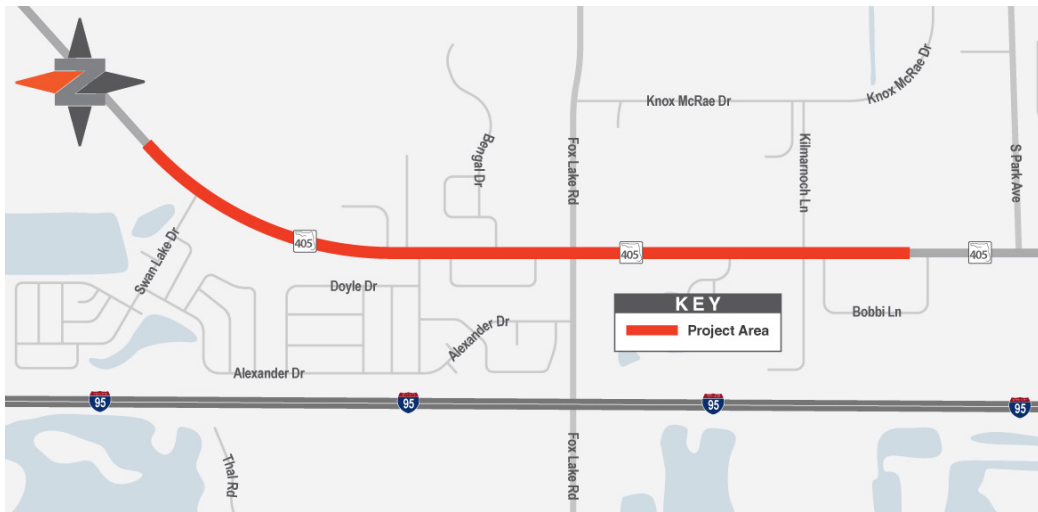 Knox McRae Dr
Knox McRae Dr
Bengal Dr
Fox Lake Rd
Kilmarnoch Ln
S Park Ave
Swan Lake Dr
405
405
405
Doyle Dr
KEY
Project Area
Bobbi Ln
Alexander Dr
Alexander Dr
95
95
95
95
Thal Rd
Fox Lake Rd
N